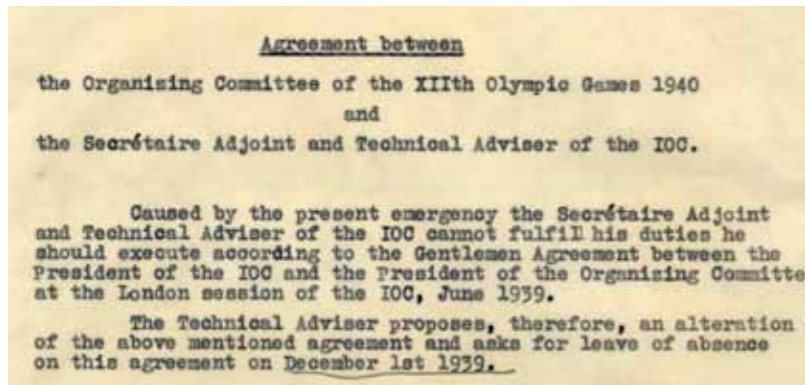 Agreement between
the Organising Committee of the XIIth Olympic Games 1940
and
the Secrétaire Adjoint and Technical Adviser of the IOC.
Caused by the present emergency the Secrétaire Adjoint
and Technical Adviser of the IOC cannot fulfil his duties he
should execute according to the Gentlemen Agreement between the
President of the IOC and the President of the Organising Committe
at the London session of the IOC, June 1939.
The Technical Adviser proposes, therefore, an alteration
of the above mentioned agreement and asks for leave of absence
on this agreement on December 1st 1939.